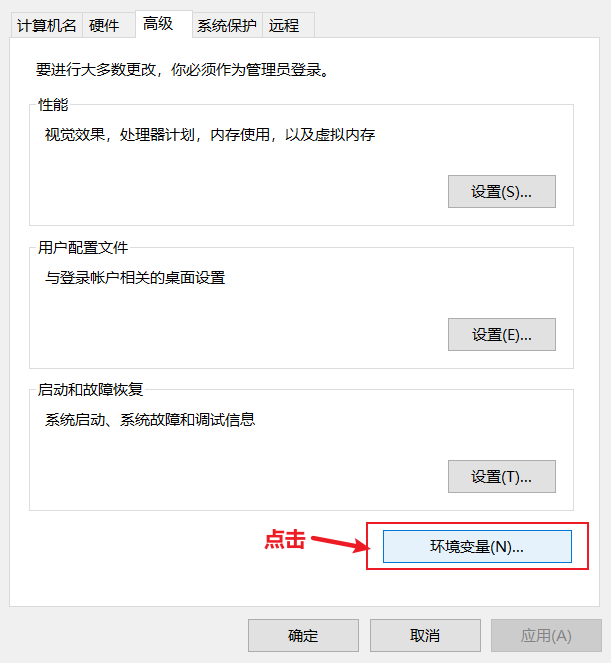 计算机名 硬件 高级 系统保护 远程
要进行大多数更改，你必须作为管理员登录。
性能
视觉效果，处理器计划，内存使用，以及虚拟内存
设置(S)...
用户配置文件
与登录帐户相关的桌面设置
设置(E)...
启动和故障恢复
系统启动、系统故障和调试信息
设置(T)...
点击 环境变量(N)...
确定 取消 应用(A)